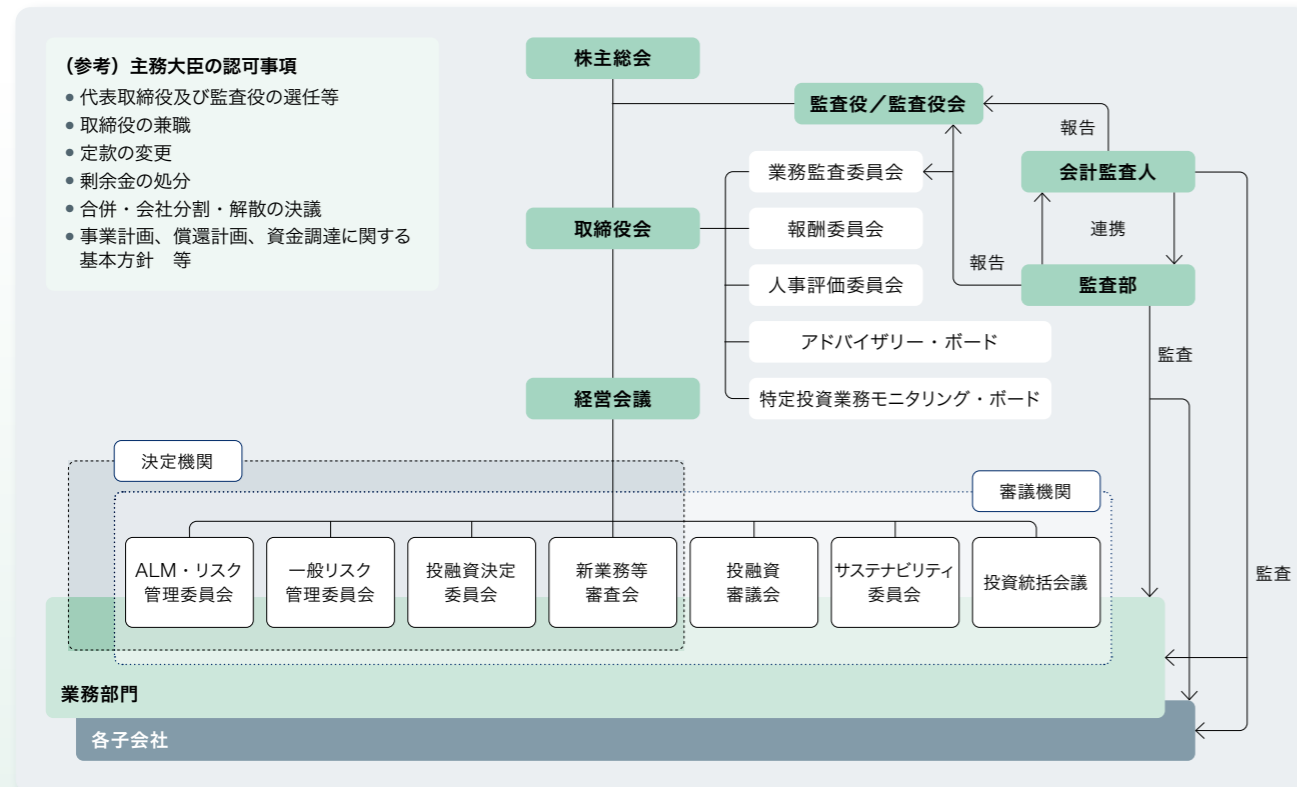 （参考）主務大臣の認可事項
● 代表取締役及び監査役の選任等
● 取締役の兼職
● 定款の変更
● 剰余金の処分
● 合併・会社分割・解散の決議
● 事業計画、償還計画、資金調達に関する
基本方針　等
株主総会
監査役／監査役会
報告
業務監査委員会
会計監査人
取締役会
報酬委員会
連携
報告
人事評価委員会
監査部
アドバイザリー・ボード
監査
経営会議
特定投資業務モニタリング・ボード
決定機関
審議機関
ALM・リスク
管理委員会
一般リスク
管理委員会
投融資決定
委員会
新業務等
審査会
投融資
審議会
サステナビリティ
委員会
投資統括会議
監査
業務部門
各子会社